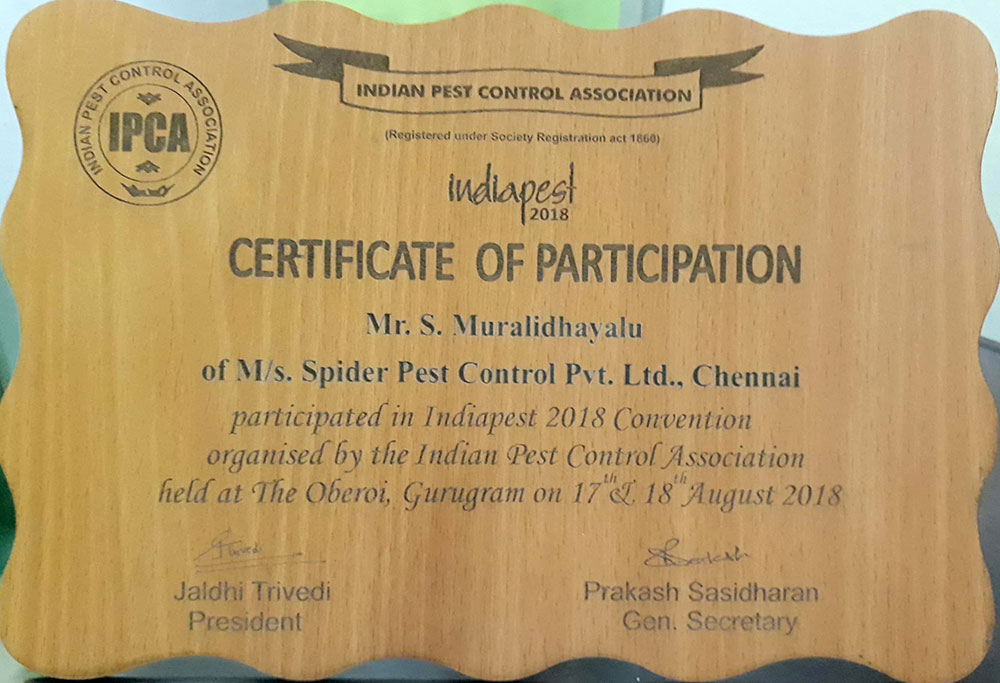 INDIAN PEST CONTROL ASSOCIATION
INDIAN PEST CONTROL ASSOCIATION
IPCA
(Registered under Society Registration act 1860)
indiapest
2018
CERTIFICATE OF PARTICIPATION
Mr. S. Muralidhayalu
of M/s. Spider Pest Control Pvt. Ltd., Chennai
participated in Indiapest 2018 Convention
organised by the Indian Pest Control Association
held at The Oberoi, Gurugram on 17th & 18th August 2018
Jaldhi Trivedi
President
Prakash Sasidharan
Gen. Secretary